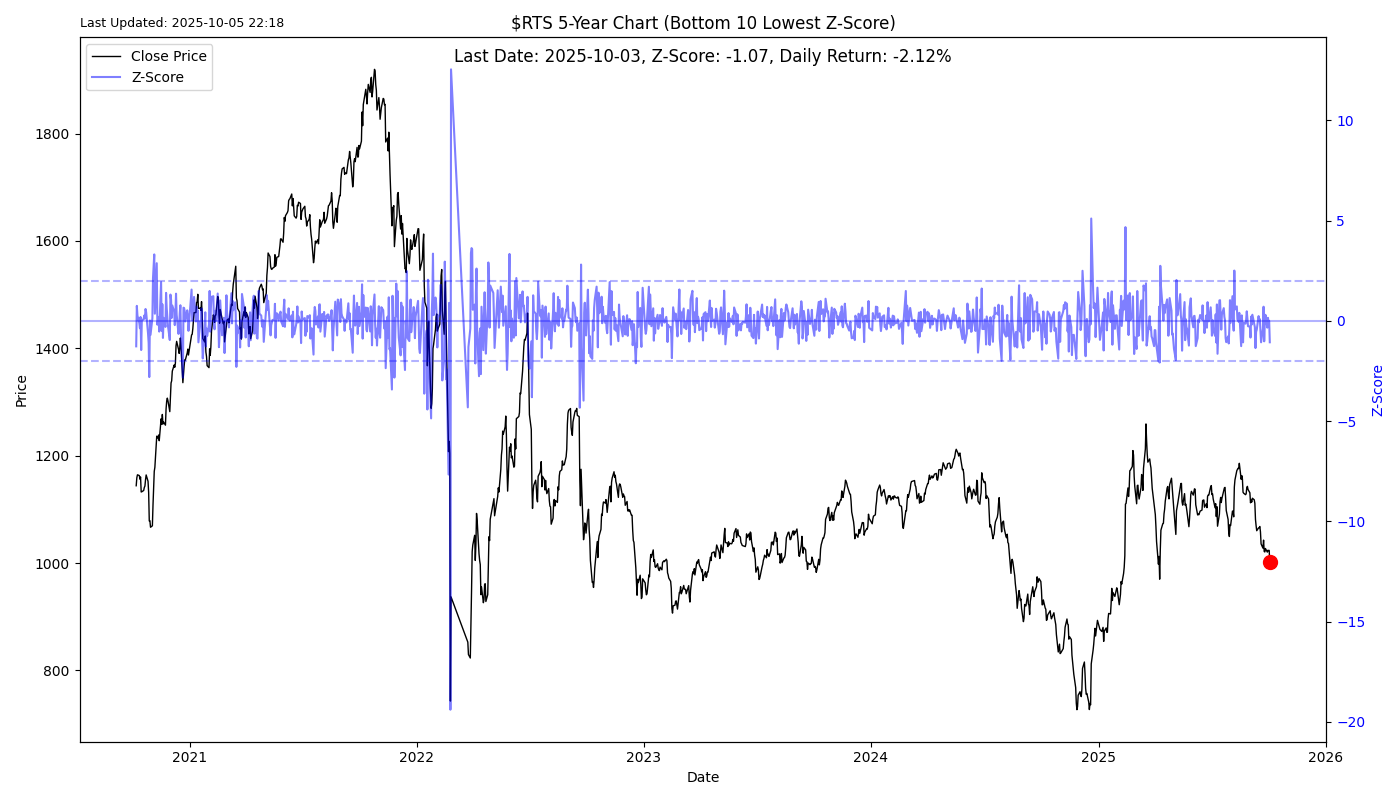 Last Updated: 2025-10-05 22:18
$RTS 5-Year Chart (Bottom 10 Lowest Z-Score)
Last Date: 2025-10-03, Z-Score: -1.07, Daily Return: -2.12%
Close Price
Z-Score
1800
1600
1400
1200
1000
800
Price
10
5
0
−5
−10
−15
−20
Z-Score
2021
2022
2023
2024
2025
2026
Date